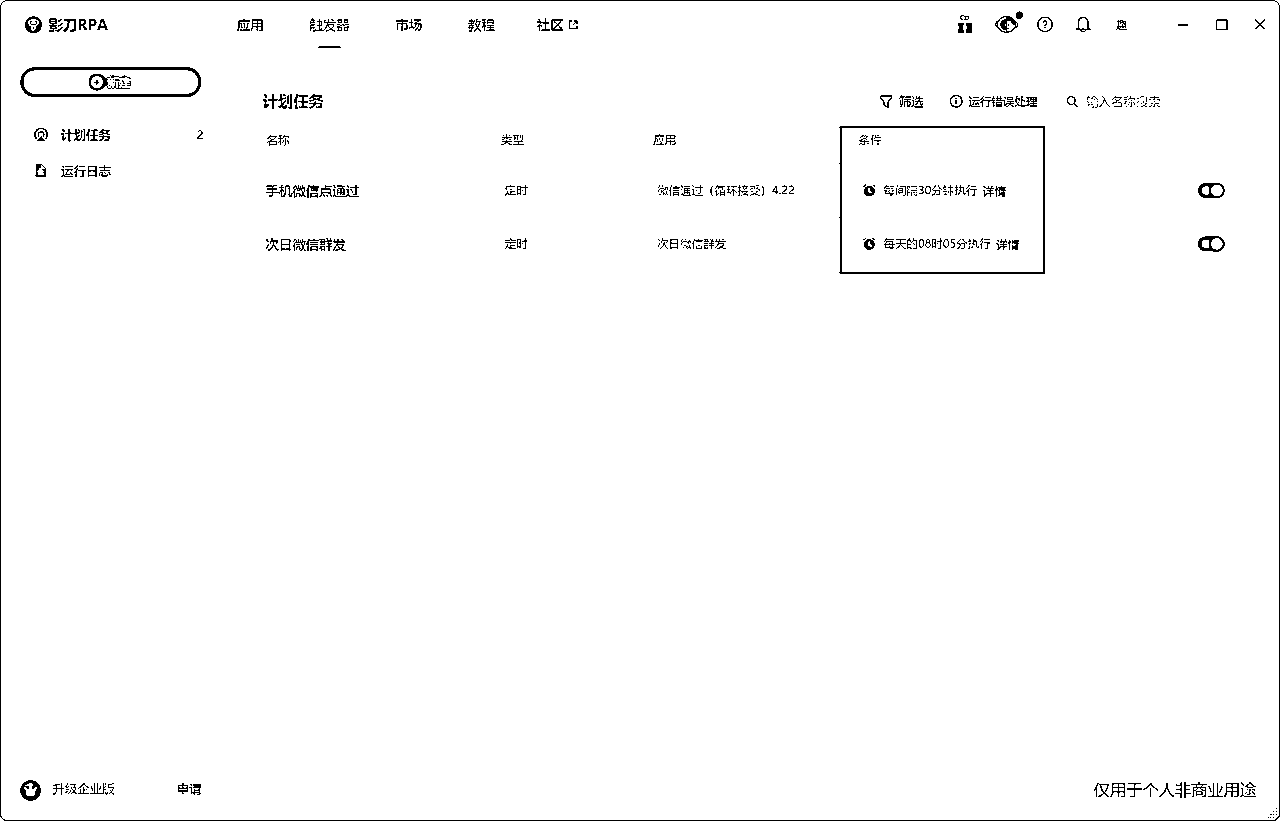 影刀RPA 应用 触发器 市场 教程 社区
新建
计划任务 2
运行日志
计划任务 筛选 运行错误处理 输入名称搜索
名称 类型 应用 条件
手机微信点通过 定时 微信通过（循环接受）4.22 每间隔30分钟执行 详情
次日微信群发 定时 次日微信群发 每天的08时05分执行 详情
升级企业版 申请 仅用于个人非商业用途